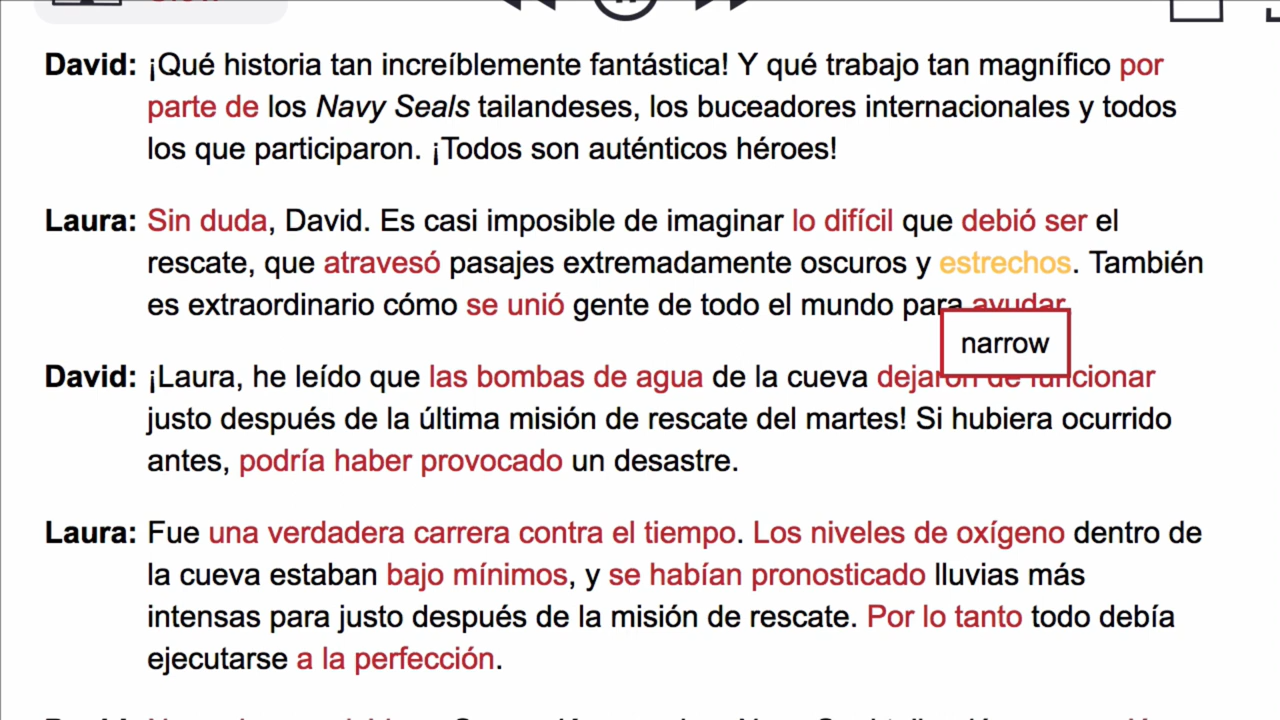 David: ¡Qué historia tan increíblemente fantástica! Y qué trabajo tan magnífico por
parte de los Navy Seals tailandeses, los buceadores internacionales y todos
los que participaron. ¡Todos son auténticos héroes!
Laura: Sin duda, David. Es casi imposible de imaginar lo difícil que debió ser el
rescate, que atravesó pasajes extremadamente oscuros y estrechos. También
es extraordinario cómo se unió gente de todo el mundo para ayudar.
narrow
David: ¡Laura, he leído que las bombas de agua de la cueva dejaron de funcionar
justo después de la última misión de rescate del martes! Si hubiera ocurrido
antes, podría haber provocado un desastre.
Laura: Fue una verdadera carrera contra el tiempo. Los niveles de oxígeno dentro de
la cueva estaban bajo mínimos, y se habían pronosticado lluvias más
intensas para justo después de la misión de rescate. Por lo tanto todo debía
ejecutarse a la perfección.